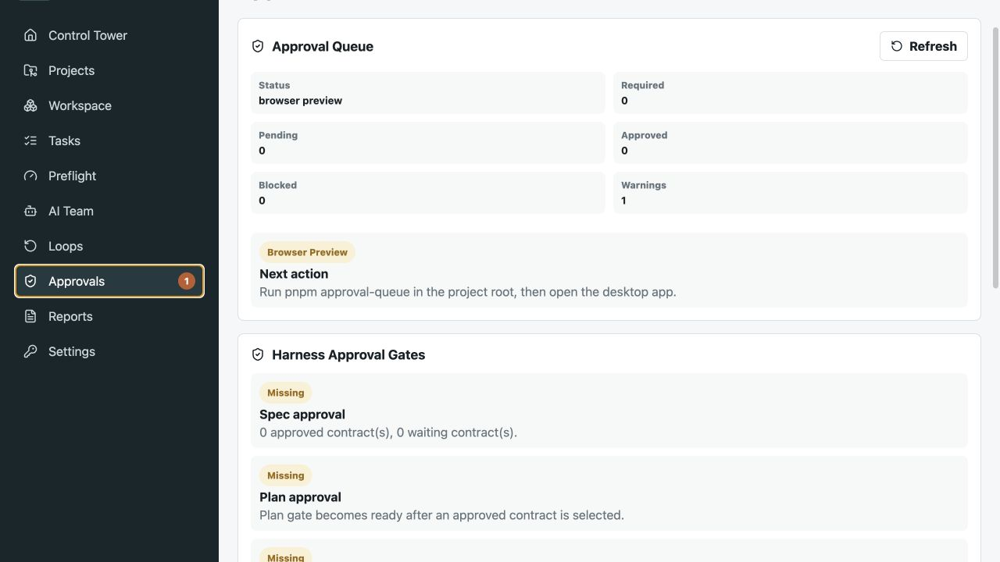 Control Tower
Projects
Workspace
Tasks
Preflight
AI Team
Loops
Approvals 1
Reports
Settings
Approval Queue
Refresh
Status
browser preview
Required
0
Pending
0
Approved
0
Blocked
0
Warnings
1
Browser Preview
Next action
Run pnpm approval-queue in the project root, then open the desktop app.
Harness Approval Gates
Missing
Spec approval
0 approved contract(s), 0 waiting contract(s).
Missing
Plan approval
Plan gate becomes ready after an approved contract is selected.
Missing